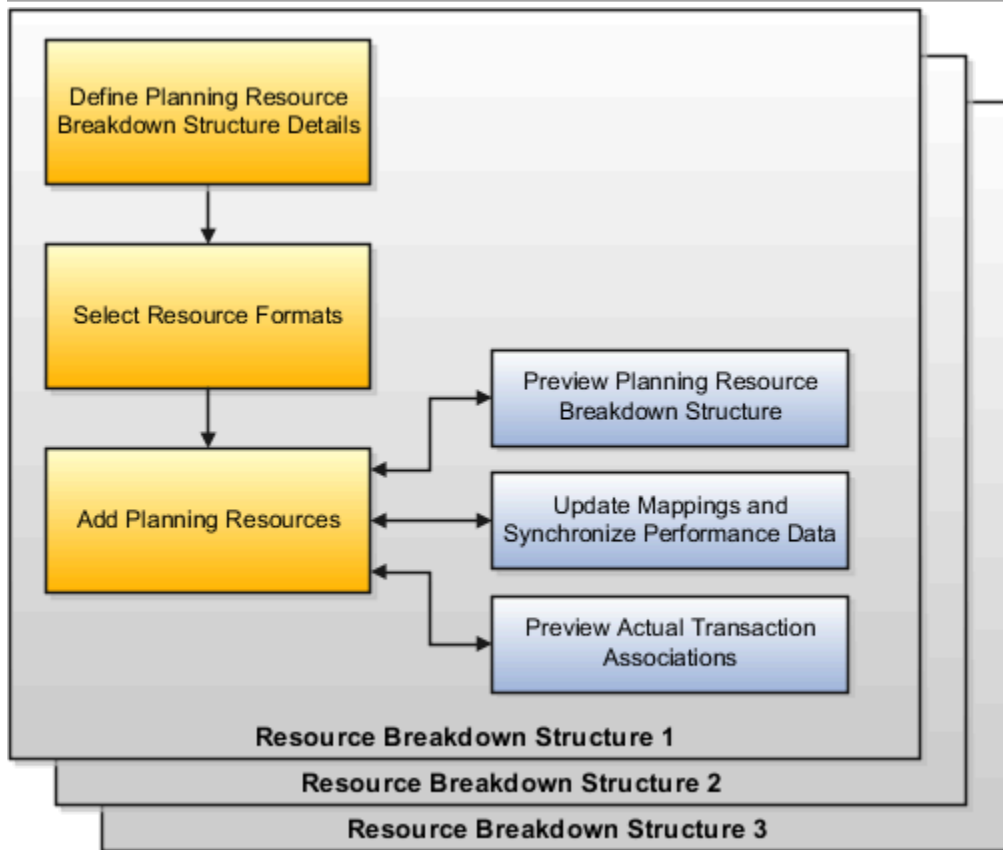 Define Planning Resource
Breakdown Structure Details
Select Resource Formats
Add Planning Resources
Preview Planning Resource
Breakdown Structure
Update Mappings and
Synchronize Performance Data
Preview Actual Transaction
Associations
Resource Breakdown Structure 1
Resource Breakdown Structure 2
Resource Breakdown Structure 3